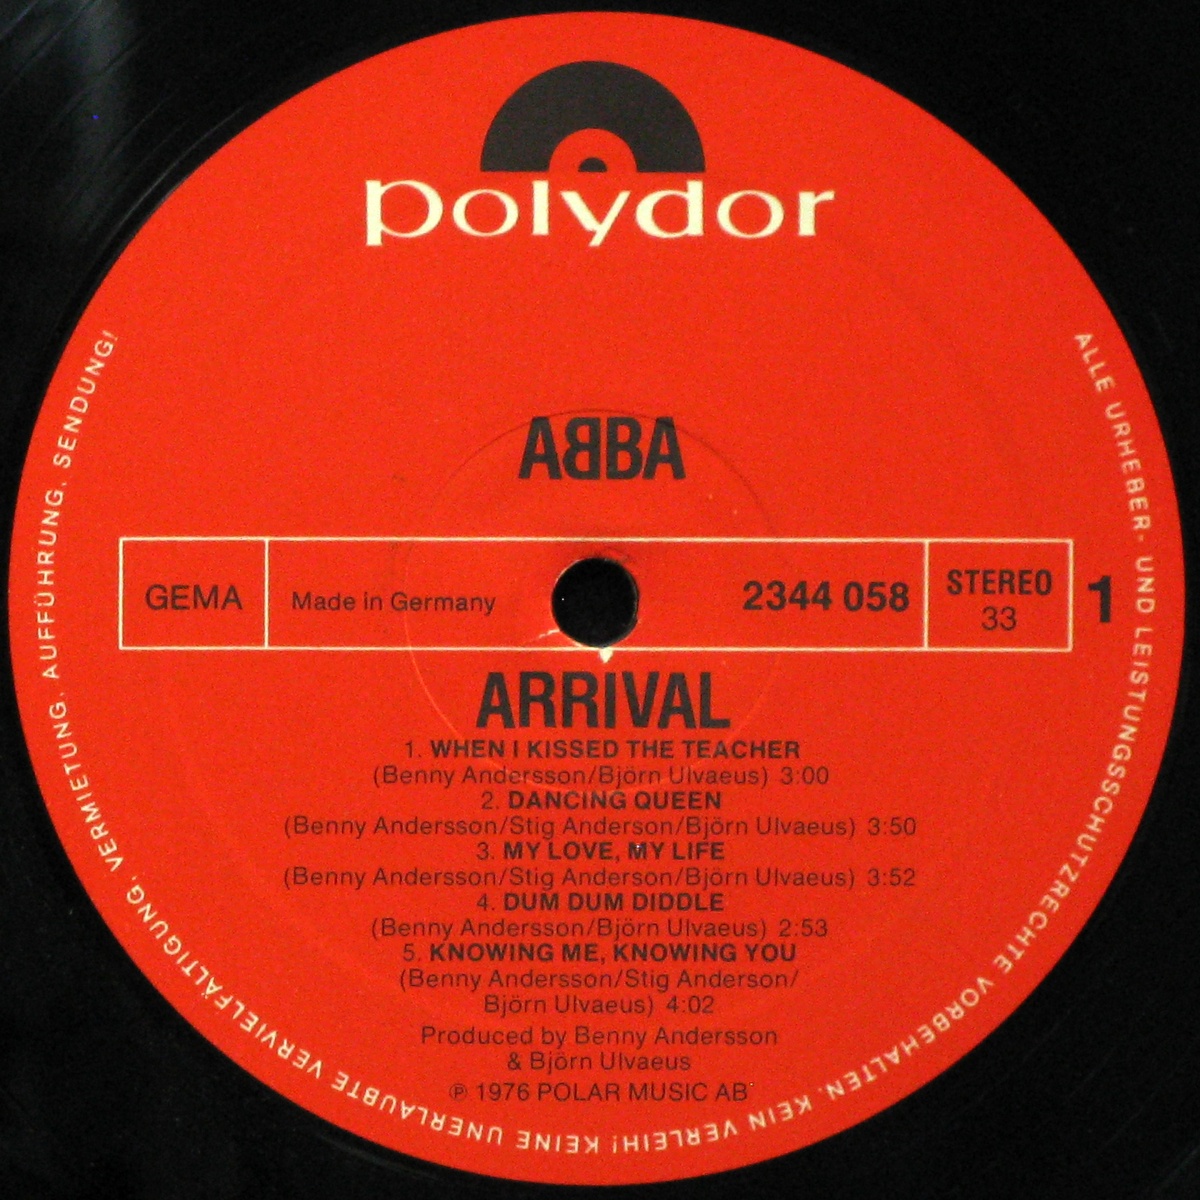 polydor
ABBA
GEMA
Made in Germany
2344 058
STEREO
33
1
ARRIVAL
1. WHEN I KISSED THE TEACHER
(Benny Andersson/Björn Ulvaeus) 3:00
2. DANCING QUEEN
(Benny Andersson/Stig Anderson/Björn Ulvaeus) 3:50
3. MY LOVE, MY LIFE
(Benny Andersson/Stig Anderson/Björn Ulvaeus) 3:52
4. DUM DUM DIDDLE
(Benny Andersson/Björn Ulvaeus) 2:53
5. KNOWING ME, KNOWING YOU
(Benny Andersson/Stig Anderson/
Björn Ulvaeus) 4:02
Produced by Benny Andersson
& Björn Ulvaeus
℗ 1976 POLAR MUSIC AB
ALLE URHEBER- UND LEISTUNGSSCHUTZRECHTE VORBEHALTEN. KEIN VERLEIH! KEINE UNERLAUBTE VERVIELFÄLTIGUNG, VERMIETUNG, AUFFÜHRUNG, SENDUNG!